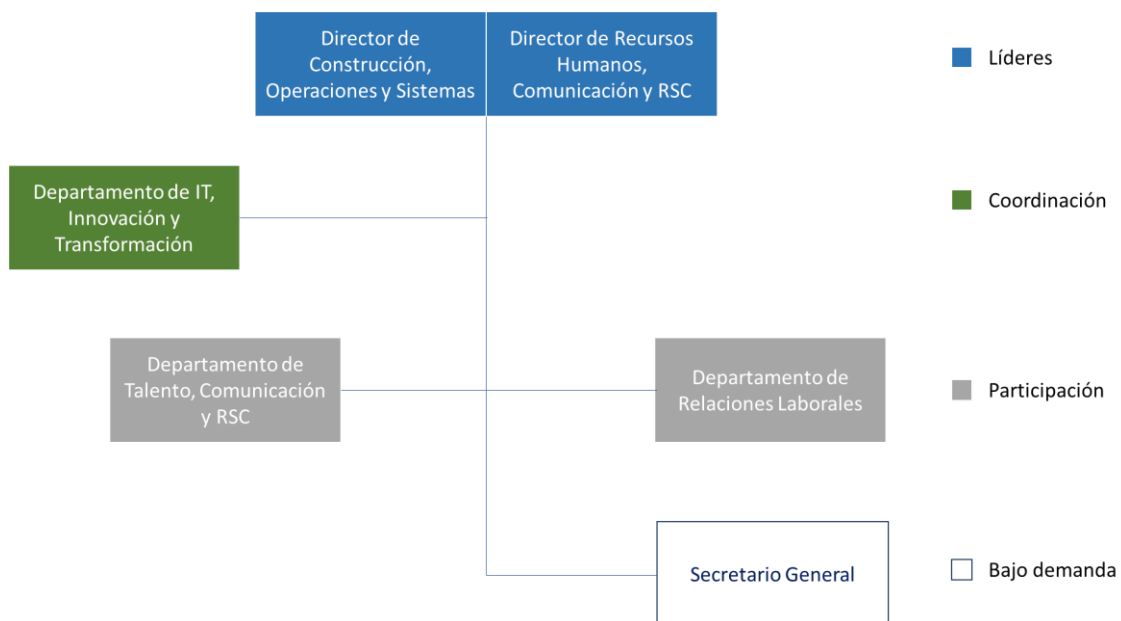 Director de
Construcción,
Operaciones y Sistemas
Director de Recursos
Humanos,
Comunicación y RSC
Líderes
Departamento de IT,
Innovación y
Transformación
Coordinación
Departamento de
Talento, Comunicación
y RSC
Departamento de
Relaciones Laborales
Participación
Secretario General
Bajo demanda